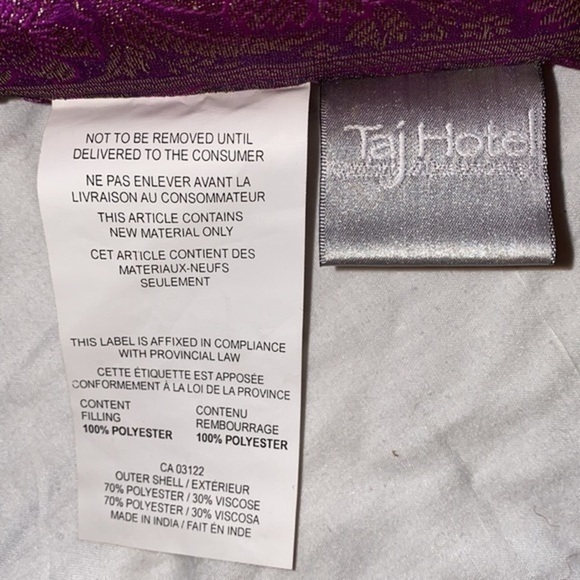 NOT TO BE REMOVED UNTIL
DELIVERED TO THE CONSUMER
NE PAS ENLEVER AVANT LA
LIVRAISON AU CONSOMMATEUR
THIS ARTICLE CONTAINS
NEW MATERIAL ONLY
CET ARTICLE CONTIENT DES
MATERIAUX-NEUFS
SEULEMENT
THIS LABEL IS AFFIXED IN COMPLIANCE
WITH PROVINCIAL LAW
CETTE ÉTIQUETTE EST APPOSÉE
CONFORMEMENT À LA LOI DE LA PROVINCE
CONTENT
FILLING
100% POLYESTER
CONTENU
REMBOURRAGE
100% POLYESTER
CA 03122
OUTER SHELL / EXTÉRIEUR
70% POLYESTER / 30% VISCOSE
70% POLYESTER / 30% VISCOSA
MADE IN INDIA / FAIT ÉN INDE
Taj Hotel